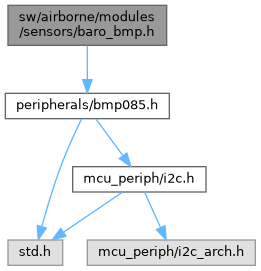 sw/airborne/modules
/sensors/baro_bmp.h
peripherals/bmp085.h
mcu_periph/i2c.h
std.h
mcu_periph/i2c_arch.h